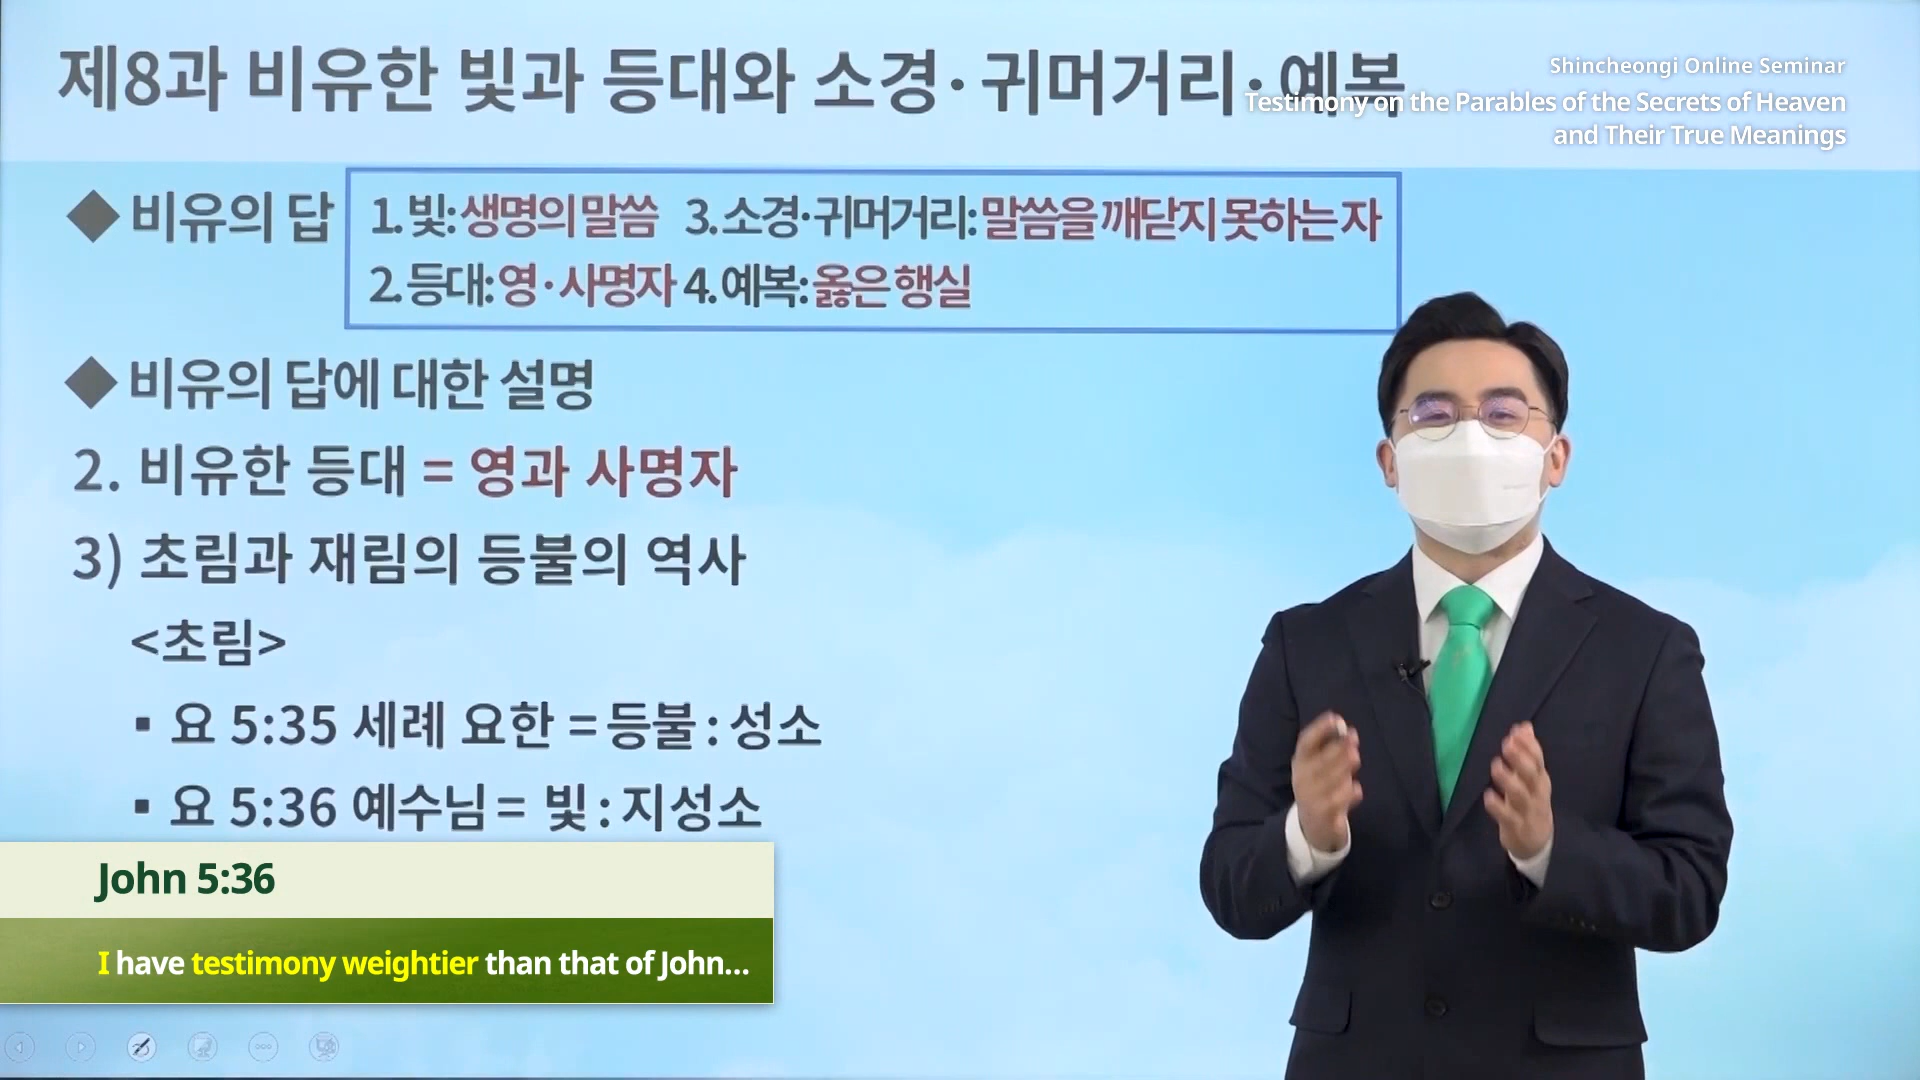 제8과 비유한 빛과 등대와 소경·귀머거리·예복
Shincheongi Online Seminar
Testimony on the Parables of the Secrets of Heaven
and Their True Meanings
◆ 비유의 답
1. 빛: 생명의 말씀 3. 소경·귀머거리: 말씀을 깨닫지 못하는 자
2. 등대: 영·사명자 4. 예복: 옳은 행실
◆ 비유의 답에 대한 설명
2. 비유한 등대 = 영과 사명자
3) 초림과 재림의 등불의 역사
<초림>
▪ 요 5:35 세례 요한 = 등불 : 성소
▪ 요 5:36 예수님 = 빛 : 지성소
John 5:36
I have testimony weightier than that of John...